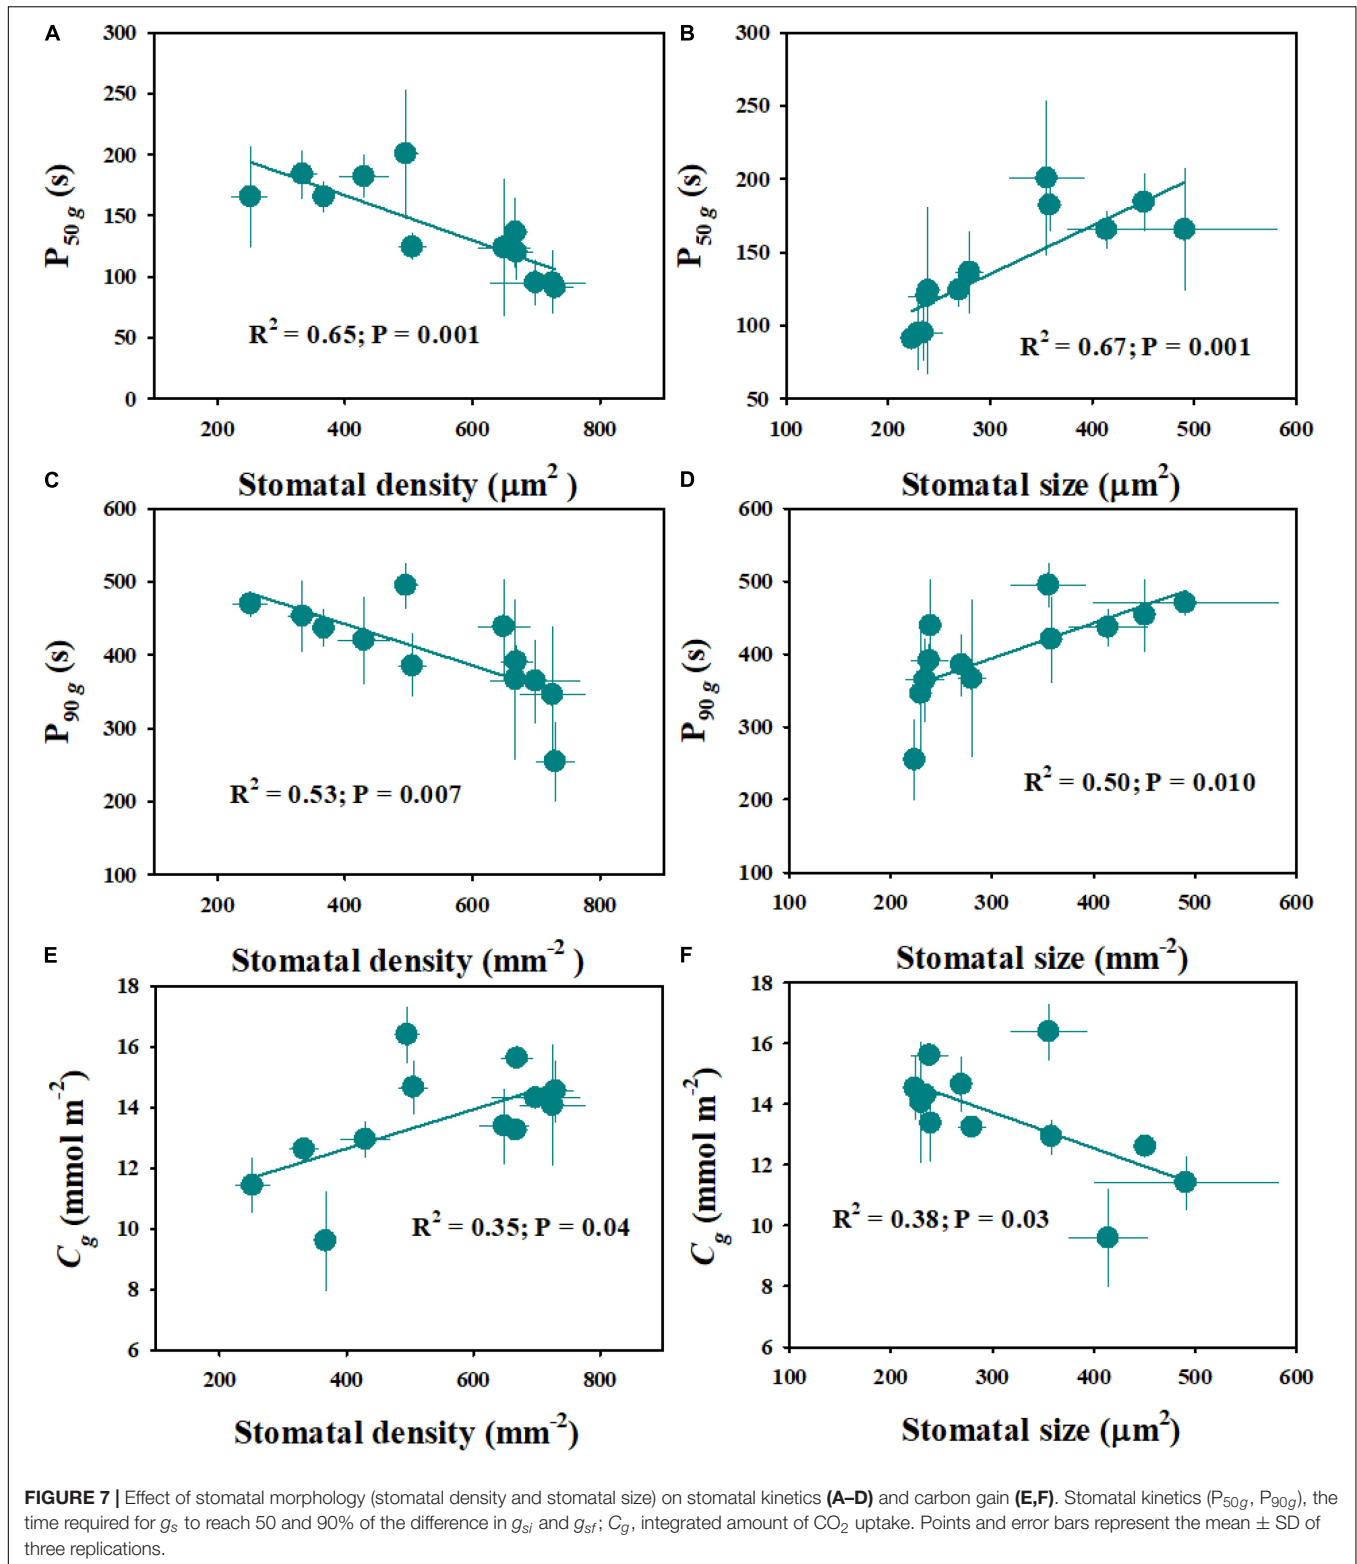 A
300
250
200
150
100
50
0
P50 g (s)
R2 = 0.65; P = 0.001
200 400 600 800
Stomatal density (μm2 )
B
300
250
200
150
100
50
P50 g (s)
R2 = 0.67; P = 0.001
100 200 300 400 500 600
Stomatal size (μm2)
C
600
500
400
300
200
100
P90 g (s)
R2 = 0.53; P = 0.007
200 400 600 800
Stomatal density (mm-2 )
D
600
500
400
300
200
100
P90 g (s)
R2 = 0.50; P = 0.010
100 200 300 400 500 600
Stomatal size (mm-2)
E
18
16
14
12
10
8
6
Cg (mmol m-2)
R2 = 0.35; P = 0.04
200 400 600 800
Stomatal density (mm-2)
F
18
16
14
12
10
8
6
Cg (mmol m-2)
R2 = 0.38; P = 0.03
100 200 300 400 500 600
Stomatal size (μm2)
FIGURE 7 | Effect of stomatal morphology (stomatal density and stomatal size) on stomatal kinetics (A–D) and carbon gain (E,F). Stomatal kinetics (P50g, P90g), the
time required for gs to reach 50 and 90% of the difference in gsi and gsf; Cg, integrated amount of CO2 uptake. Points and error bars represent the mean ± SD of
three replications.